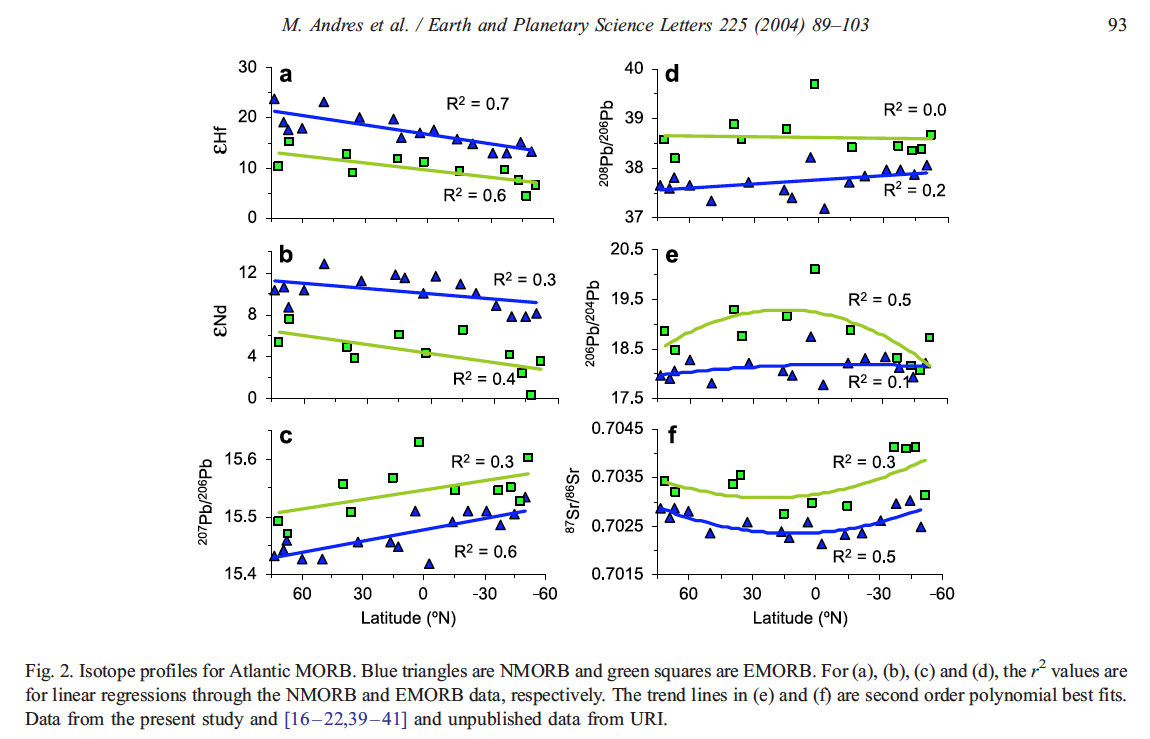 M. Andres et al. / Earth and Planetary Science Letters 225 (2004) 89–103
93
a
εHf
30
20
10
0
R² = 0.7
R² = 0.6
b
εNd
12
8
4
0
R² = 0.3
R² = 0.4
c
207Pb/206Pb
15.6
15.5
15.4
R² = 0.3
R² = 0.6
60 30 0 -30 -60
Latitude (ºN)
d
208Pb/206Pb
40
39
38
37
R² = 0.0
R² = 0.2
e
206Pb/204Pb
20.5
19.5
18.5
17.5
R² = 0.5
R² = 0.1
f
87Sr/86Sr
0.7045
0.7035
0.7025
0.7015
R² = 0.3
R² = 0.5
60 30 0 -30 -60
Latitude (ºN)
Fig. 2. Isotope profiles for Atlantic MORB. Blue triangles are NMORB and green squares are EMORB. For (a), (b), (c) and (d), the r² values are
for linear regressions through the NMORB and EMORB data, respectively. The trend lines in (e) and (f) are second order polynomial best fits.
Data from the present study and [16–22,39–41] and unpublished data from URI.